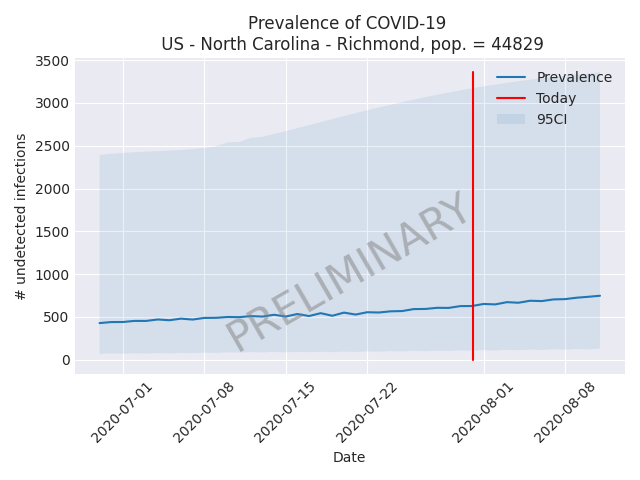 Prevalence of COVID-19
US - North Carolina - Richmond, pop. = 44829
3500
3000
2500
2000
1500
1000
500
0
# undetected infections
Prevalence
Today
95CI
PRELIMINARY
2020-07-01
2020-07-08
2020-07-15
2020-07-22
2020-08-01
2020-08-08
Date